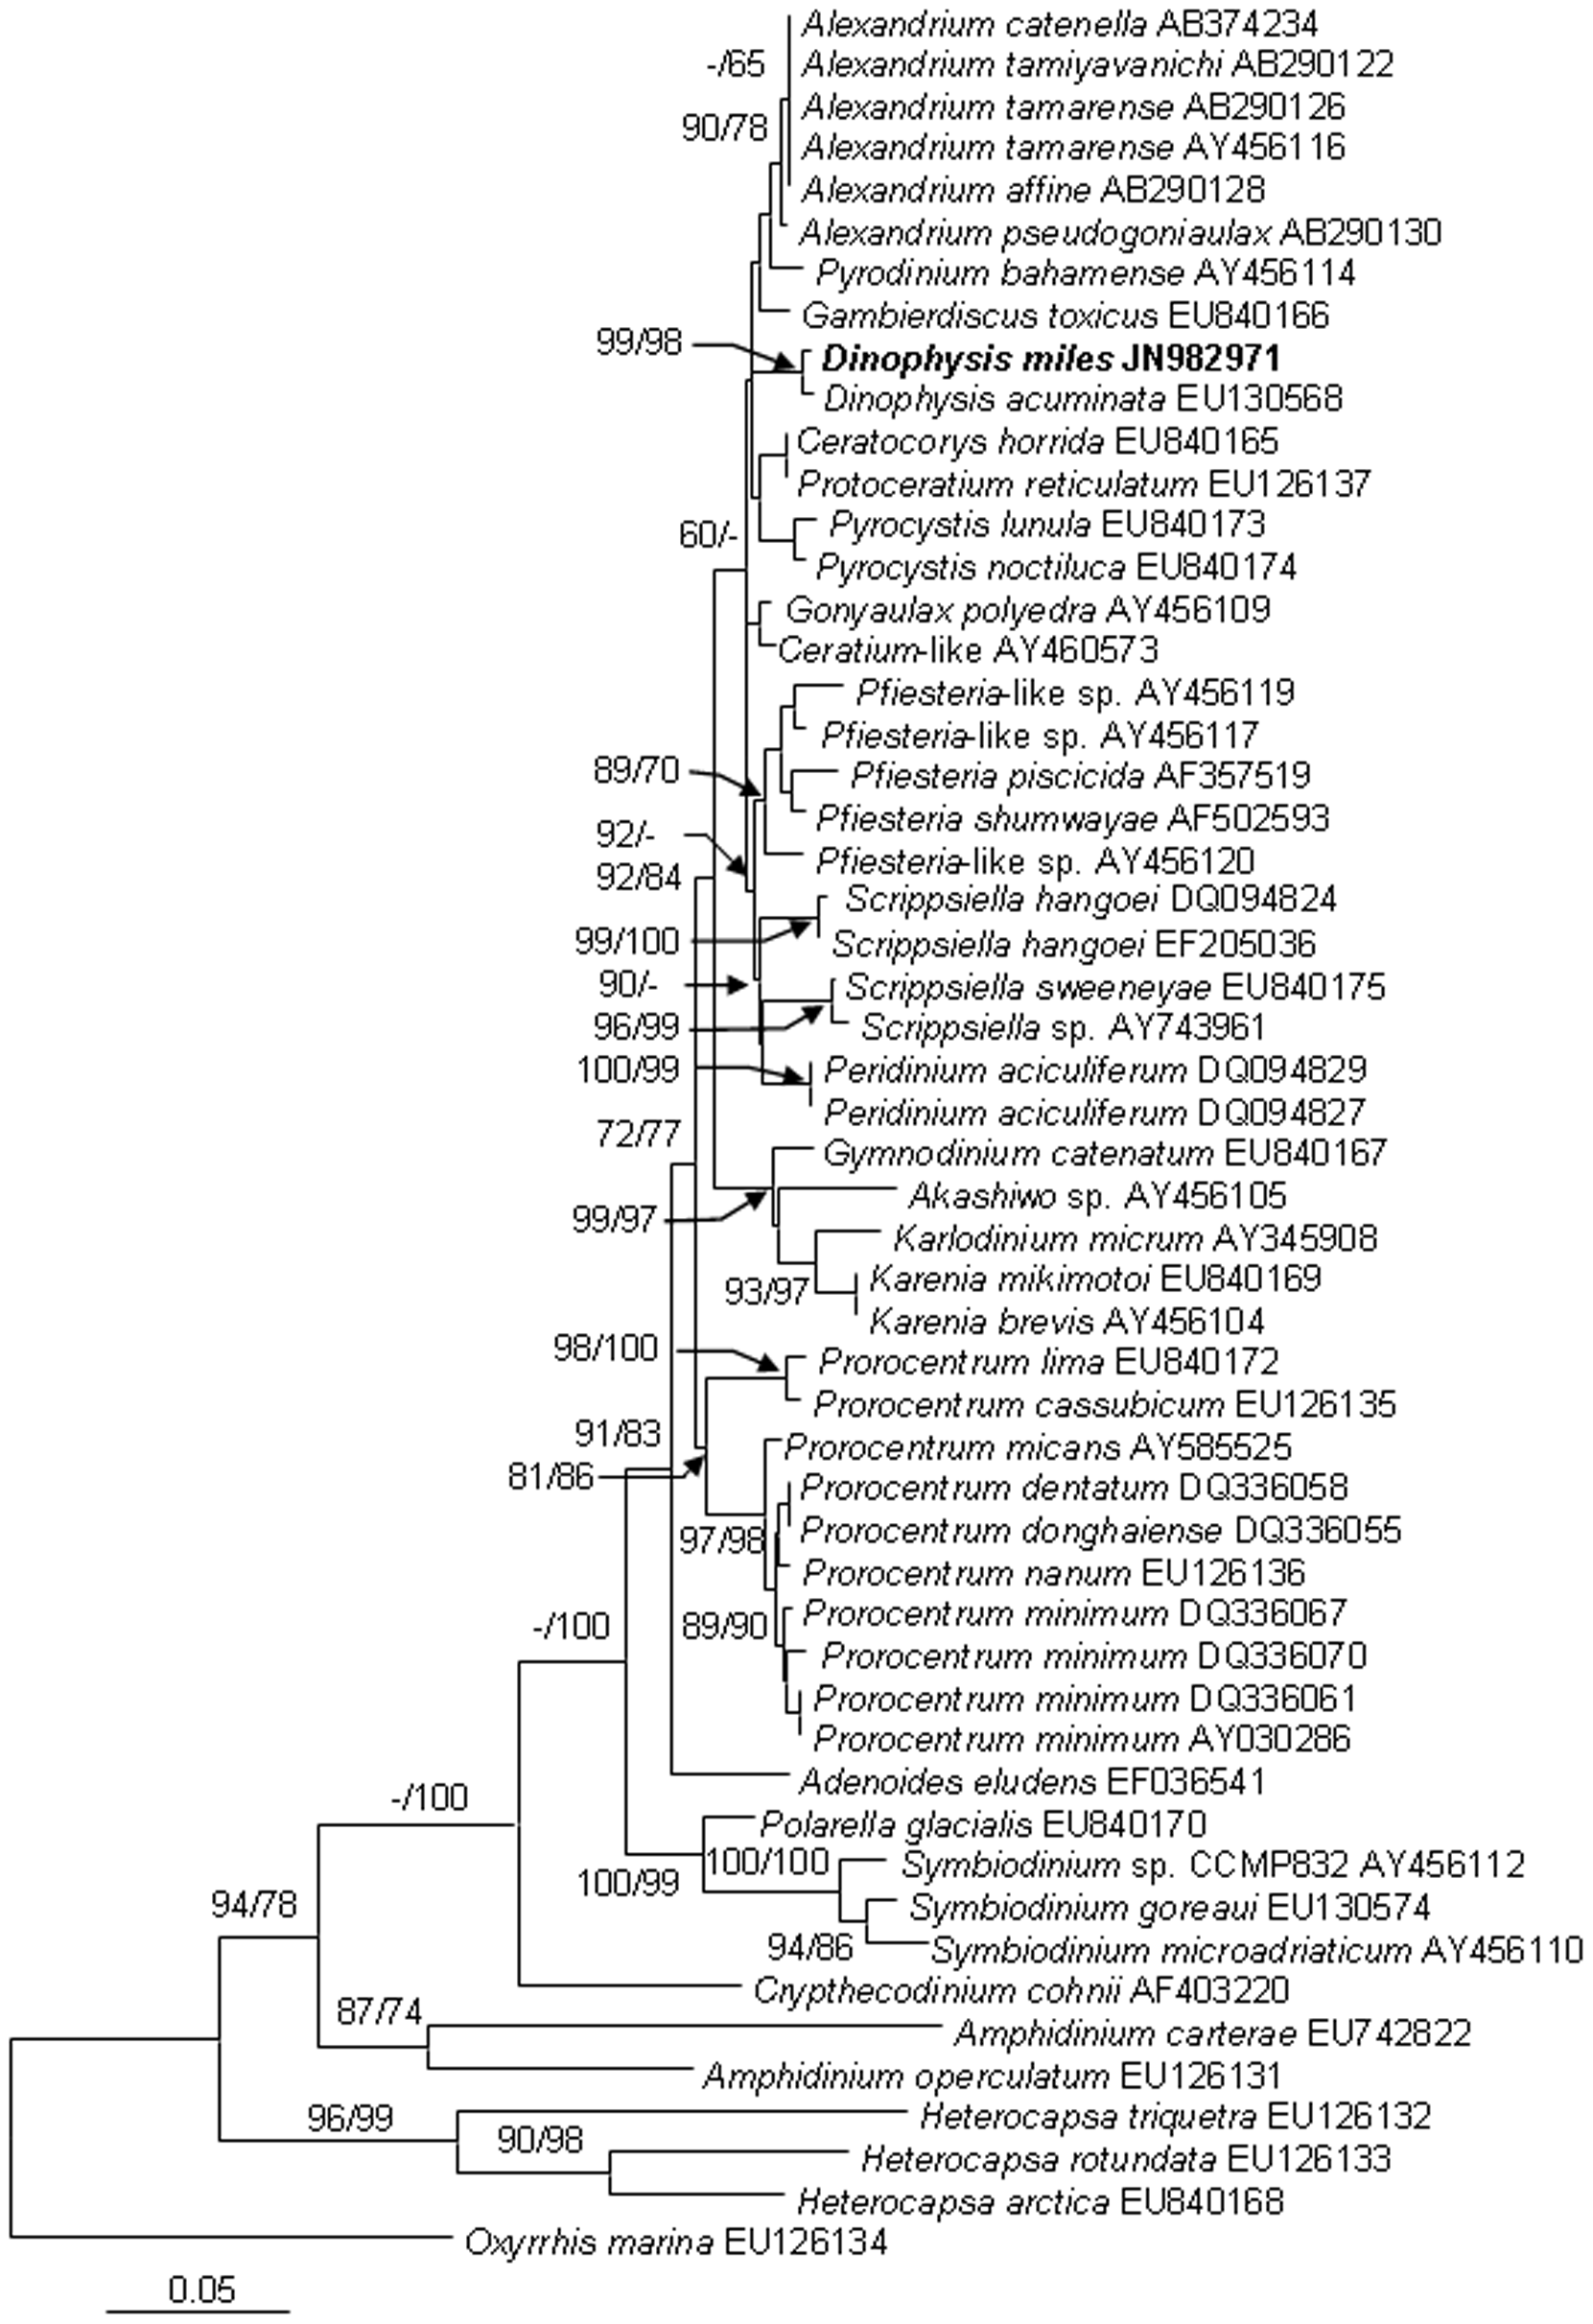 Alexandrium catenella AB374234
-/65
Alexandrium tamiyavanichi AB290122
Alexandrium tamarense AB290126
90/78
Alexandrium tamarense AY456116
Alexandrium affine AB290128
Alexandrium pseudogoniaulax AB290130
Pyrodinium bahamense AY456114
Gambierdiscus toxicus EU840166
99/98
Dinophysis miles JN982971
Dinophysis acuminata EU130568
Ceratocorys horrida EU840165
Protoceratium reticulatum EU126137
60/-
Pyrocystis lunula EU840173
Pyrocystis noctiluca EU840174
Gonyaulax polyedra AY456109
Ceratium-like AY460573
Pfiesteria-like sp. AY456119
Pfiesteria-like sp. AY456117
89/70
Pfiesteria piscicida AF357519
Pfiesteria shumwayae AF502593
92/-
Pfiesteria-like sp. AY456120
92/84
Scrippsiella hangoei DQ094824
99/100
Scrippsiella hangoei EF205036
90/-
Scrippsiella sweeneyae EU840175
96/99
Scrippsiella sp. AY743961
100/99
Peridinium aciculiferum DQ094829
Peridinium aciculiferum DQ094827
72/77
Gymnodinium catenatum EU840167
Akashiwo sp. AY456105
99/97
Karlodinium micrum AY345908
Karenia mikimotoi EU840169
93/97
Karenia brevis AY456104
98/100
Prorocentrum lima EU840172
Prorocentrum cassubicum EU126135
91/83
Prorocentrum micans AY585525
81/86
Prorocentrum dentatum DQ336058
Prorocentrum donghaiense DQ336055
97/98
Prorocentrum nanum EU126136
Prorocentrum minimum DQ336067
-/100
89/90
Prorocentrum minimum DQ336070
Prorocentrum minimum DQ336061
Prorocentrum minimum AY030286
Adenoides eludens EF036541
-/100
Polarella glacialis EU840170
100/100
Symbiodinium sp. CCMP832 AY456112
100/99
Symbiodinium goreaui EU130574
94/78
94/86
Symbiodinium microadriaticum AY456110
Crypthecodinium cohnii AF403220
87/74
Amphidinium carterae EU742822
Amphidinium operculatum EU126131
96/99
Heterocapsa triquetra EU126132
90/98
Heterocapsa rotundata EU126133
Heterocapsa arctica EU840168
Oxyrrhis marina EU126134
0.05